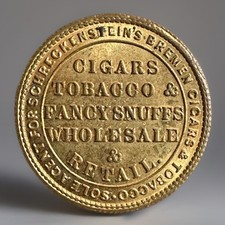 SOLE AGENT FOR SCHRICKENSTEIN'S BREMEN CIGARS & TOBACCO
CIGARS
TOBACCO &
FANCY SNUFFS
WHOLESALE
&
RETAIL.